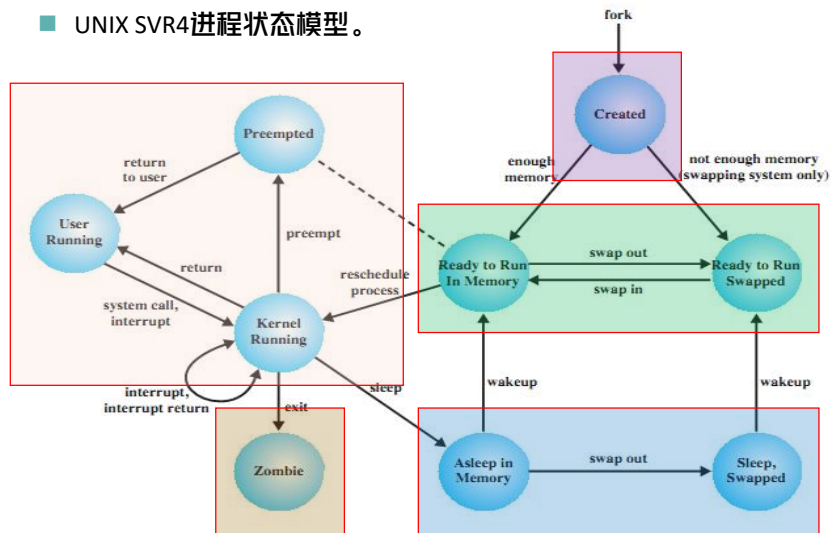 UNIX SVR4进程状态模型。
fork
Created
Preempted
enough
memory
not enough memory
(swapping system only)
return
to user
User
Running
preempt
return
swap out
Ready to Run
In Memory
Ready to Run
Swapped
swap in
reschedule
process
system call,
interrupt
Kernel
Running
sleep
wakeup
wakeup
interrupt,
interrupt return
exit
Zombie
Asleep in
Memory
swap out
Sleep,
Swapped